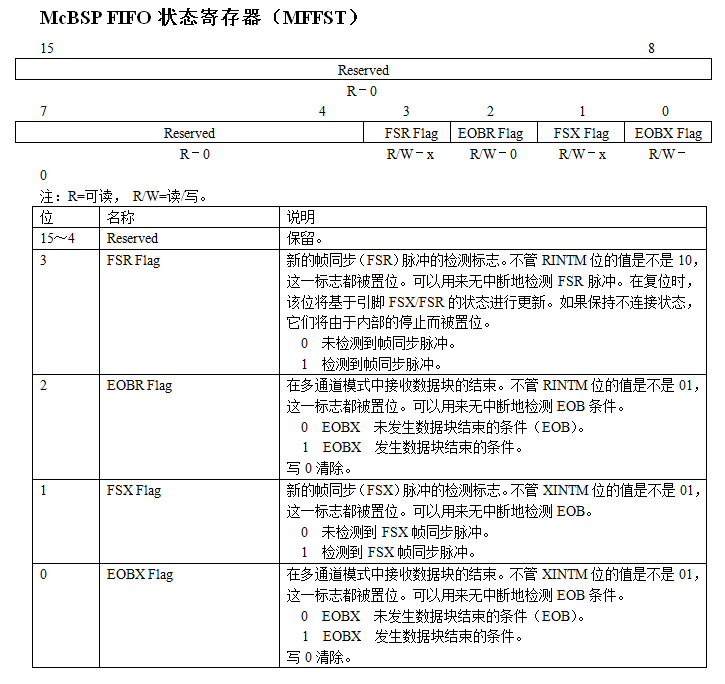 McBSP FIFO 状态寄存器（MFFST）
15 8
Reserved
R－0
7 4 3 2 1 0
Reserved FSR Flag EOBR Flag FSX Flag EOBX Flag
R－0 R/W－x R/W－0 R/W－x R/W－
0
注：R=可读， R/W=读/写。
位 名称 说明
15～4 Reserved 保留。
3 FSR Flag 新的帧同步（FSR）脉冲的检测标志。不管 RINTM 位的值是不是 10，
这一标志都被置位。可以用来无中断地检测 FSR 脉冲。在复位时，
该位将基于引脚 FSX/FSR 的状态进行更新。如果保持不连接状态，
它们将由于内部的停止而被置位。
0 未检测到帧同步脉冲。
1 检测到帧同步脉冲。
2 EOBR Flag 在多通道模式中接收数据块的结束。不管 RINTM 位的值是不是 01，
这一标志都被置位。可以用来无中断地检测 EOB 条件。
0 EOBX 未发生数据块结束的条件（EOB）。
1 EOBX 发生数据块结束的条件。
写 0 清除。
1 FSX Flag 新的帧同步（FSX）脉冲的检测标志。不管 XINTM 位的值是不是 01，
这一标志都被置位。可以用来无中断地检测 EOB。
0 未检测到 FSX 帧同步脉冲。
1 检测到 FSX 帧同步脉冲。
0 EOBX Flag 在多通道模式中接收数据块的结束。不管 XINTM 位的值是不是 01，
这一标志都被置位。可以用来无中断地检测 EOB 条件。
0 EOBX 未发生数据块结束的条件（EOB）。
1 EOBX 发生数据块结束的条件。
写 0 清除。